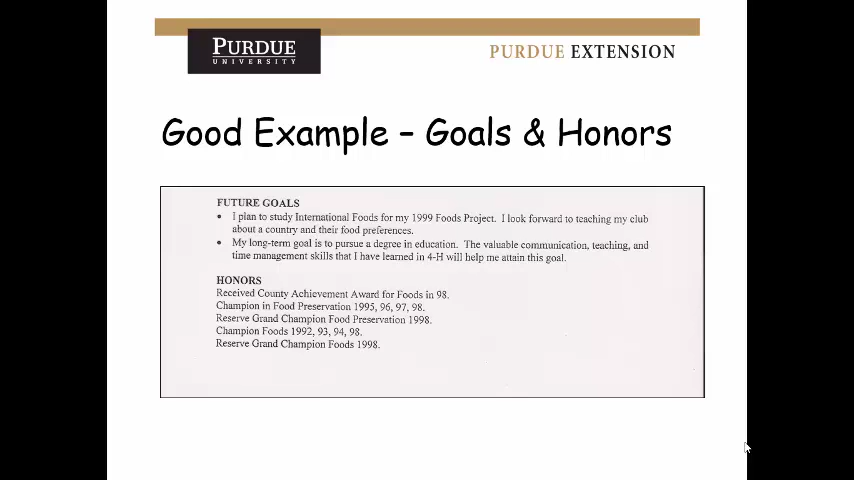 PURDUE
UNIVERSITY
PURDUE EXTENSION
Good Example – Goals & Honors
FUTURE GOALS
• I plan to study International Foods for my 1999 Foods Project. I look forward to teaching my club
about a country and their food preferences.
• My long-term goal is to pursue a degree in education. The valuable communication, teaching, and
time management skills that I have learned in 4-H will help me attain this goal.
HONORS
Received County Achievement Award for Foods in 98.
Champion in Food Preservation 1995, 96, 97, 98.
Reserve Grand Champion Food Preservation 1998.
Champion Foods 1992, 93, 94, 98.
Reserve Grand Champion Foods 1998.